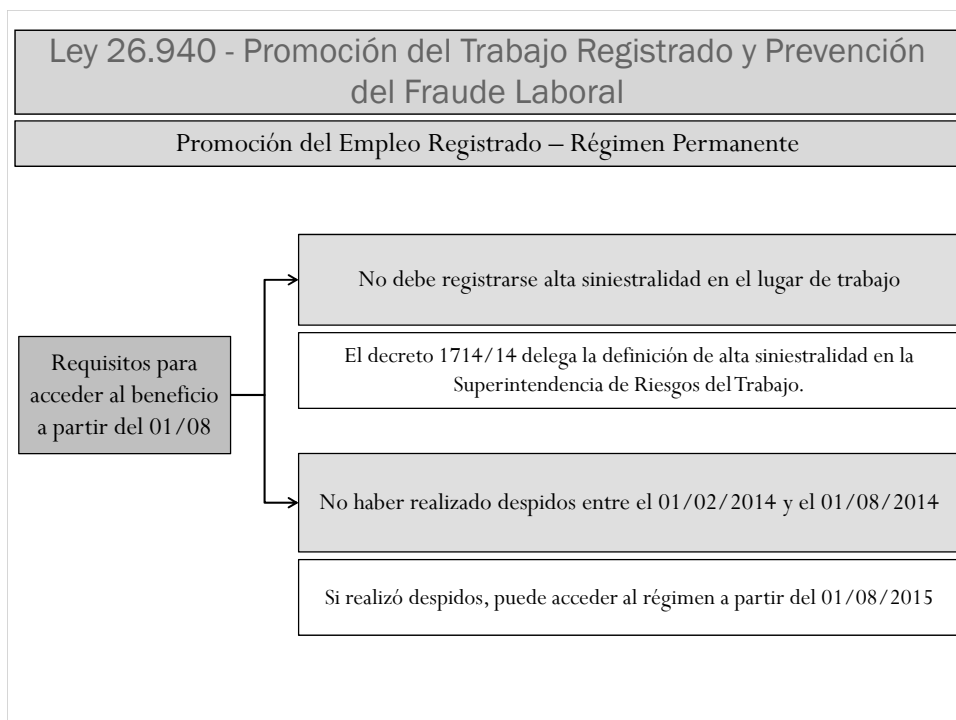 Ley 26.940 - Promoción del Trabajo Registrado y Prevención
del Fraude Laboral
Promoción del Empleo Registrado – Régimen Permanente
No debe registrarse alta siniestralidad en el lugar de trabajo
El decreto 1714/14 delega la definición de alta siniestralidad en la
Superintendencia de Riesgos del Trabajo.
Requisitos para
acceder al beneficio
a partir del 01/08
No haber realizado despidos entre el 01/02/2014 y el 01/08/2014
Si realizó despidos, puede acceder al régimen a partir del 01/08/2015